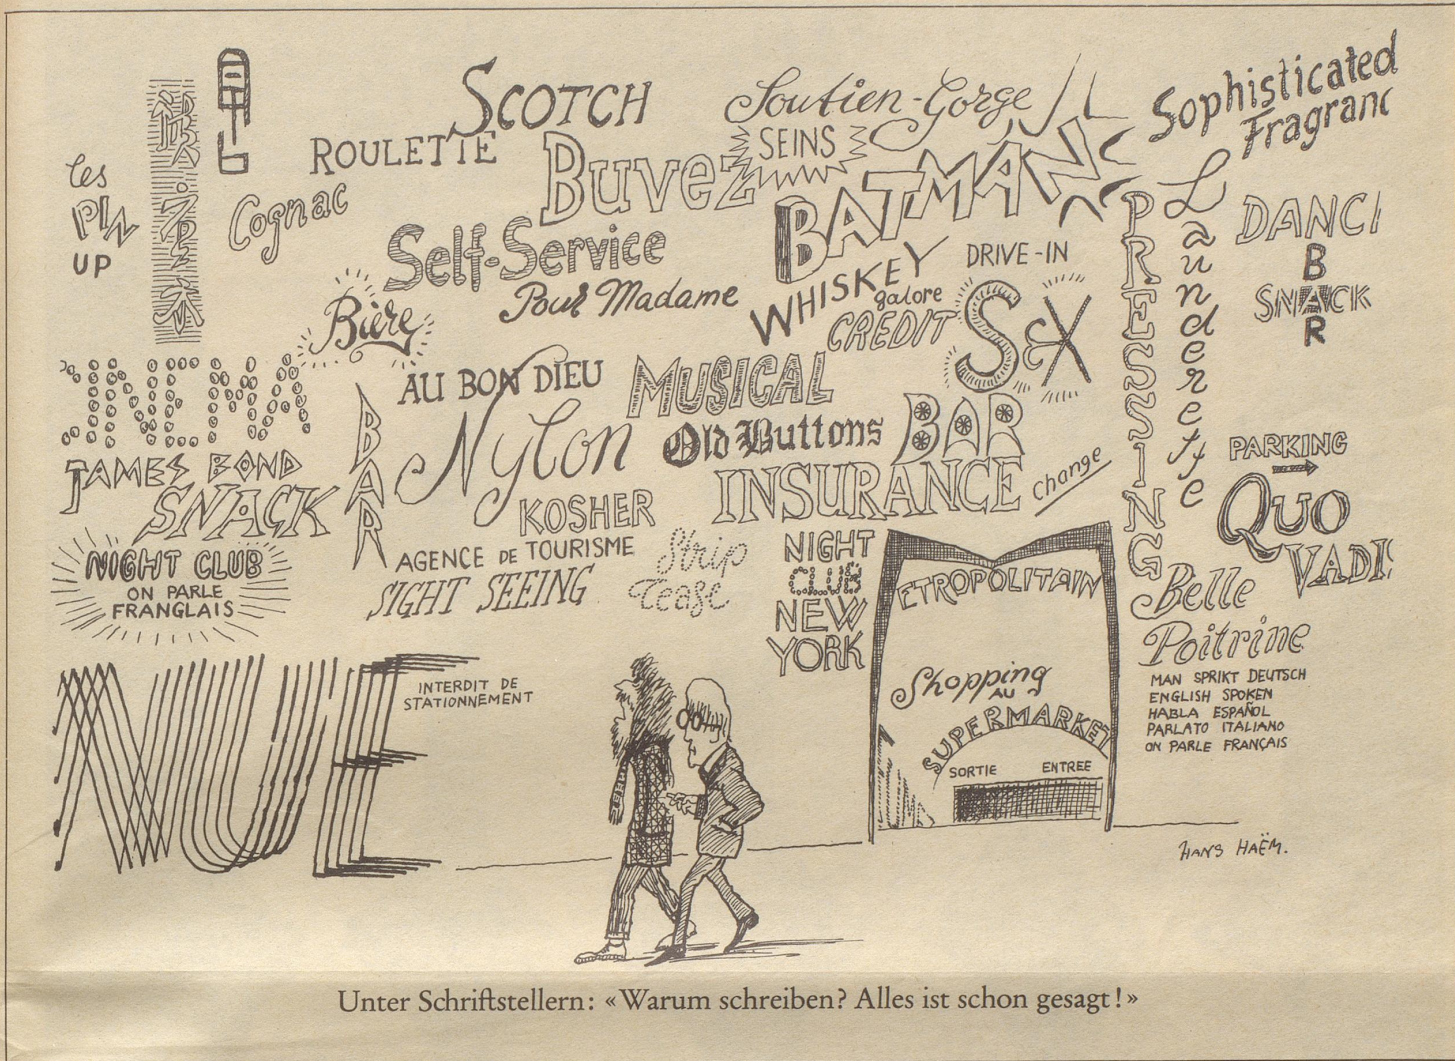 les
PIN
UP
ROULETTE
SCOTCH
Cognac
BUVEZ
Soutien-Gorge
SEINS
BATMAN
Sophisticated
Fragranc
Self-Service
Pour Madame
Bière
WHISKEY
galore
CREDIT
DRIVE-IN
SEX
PRESSING
Laund
DANCI
BAR
SNACK
INEMA
JAMES BOND
SNACK
BAR
AU BON DIEU
Nylon
MUSICAL
Old Buttons
BAR
INSURANCE
change
KOSHER
PARKING
QUO
VADIS
NIGHT CLUB
ON PARLE
FRANGLAIS
AGENCE DE TOURISME
SIGHT SEEING
Strip
Tease
NIGHT
CLUB
NEW
YORK
METROPOLITAIN
Shopping
AU
SUPERMARKET
SORTIE ENTREE
Belle
Poitrine
MAN SPRIKT DEUTSCH
ENGLISH SPOKEN
HABLA ESPAÑOL
PARLATO ITALIANO
ON PARLE FRANÇAIS
NUE
INTERDIT DE
STATIONNEMENT
HANS HAËM.
Unter Schriftstellern: «Warum schreiben? Alles ist schon gesagt!»